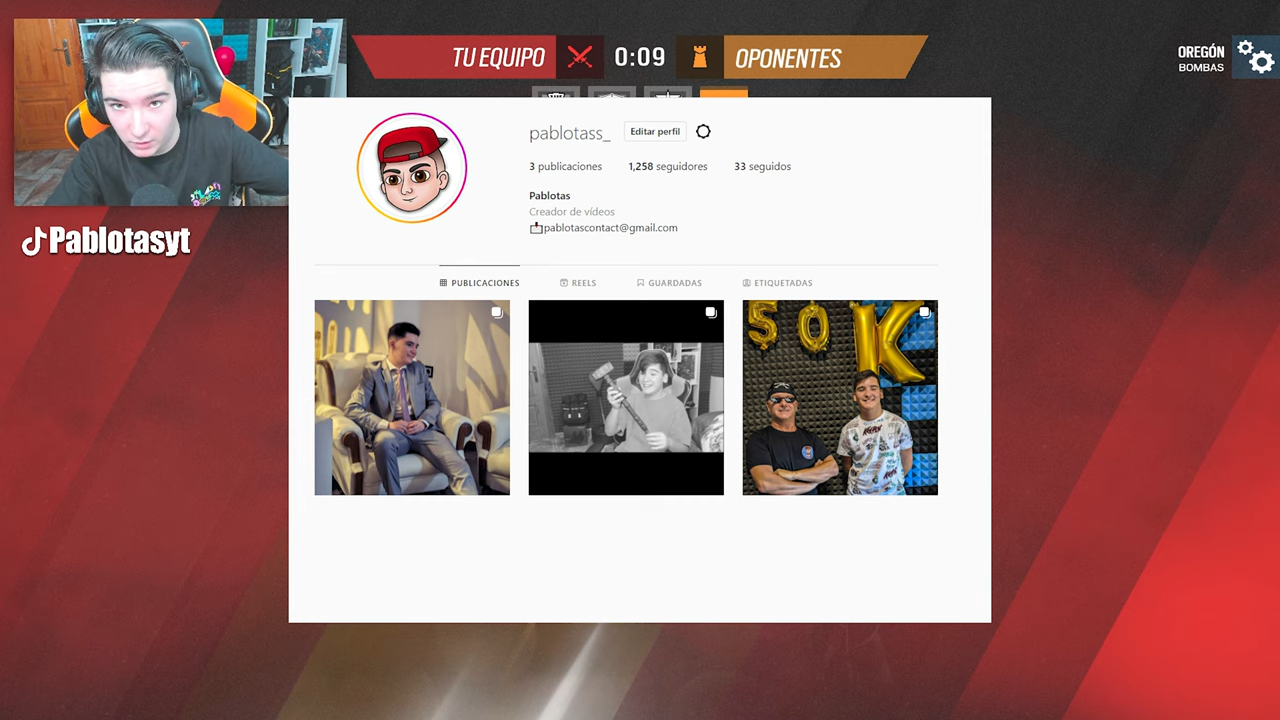 TU EQUIPO
0:09
OPONENTES
OREGÓN
BOMBAS
Pablotasyt
pablotass_
Editar perfil
3 publicaciones
1,258 seguidores
33 seguidos
Pablotas
Creador de vídeos
pablotascontact@gmail.com
PUBLICACIONES
REELS
GUARDADAS
ETIQUETADAS
50K